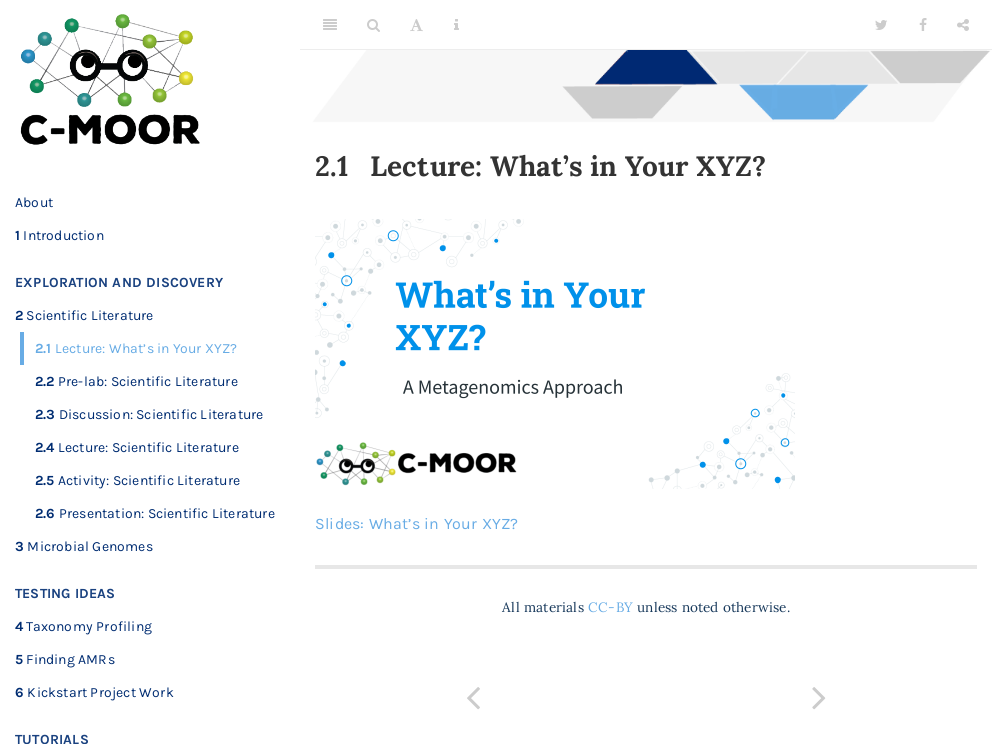 C-MOOR
About
1 Introduction
EXPLORATION AND DISCOVERY
2 Scientific Literature
2.1 Lecture: What's in Your XYZ?
2.2 Pre-lab: Scientific Literature
2.3 Discussion: Scientific Literature
2.4 Lecture: Scientific Literature
2.5 Activity: Scientific Literature
2.6 Presentation: Scientific Literature
3 Microbial Genomes
TESTING IDEAS
4 Taxonomy Profiling
5 Finding AMRs
6 Kickstart Project Work
TUTORIALS
2.1 Lecture: What’s in Your XYZ?
What’s in Your
XYZ?
A Metagenomics Approach
C-MOOR
Slides: What's in Your XYZ?
All materials CC-BY unless noted otherwise.